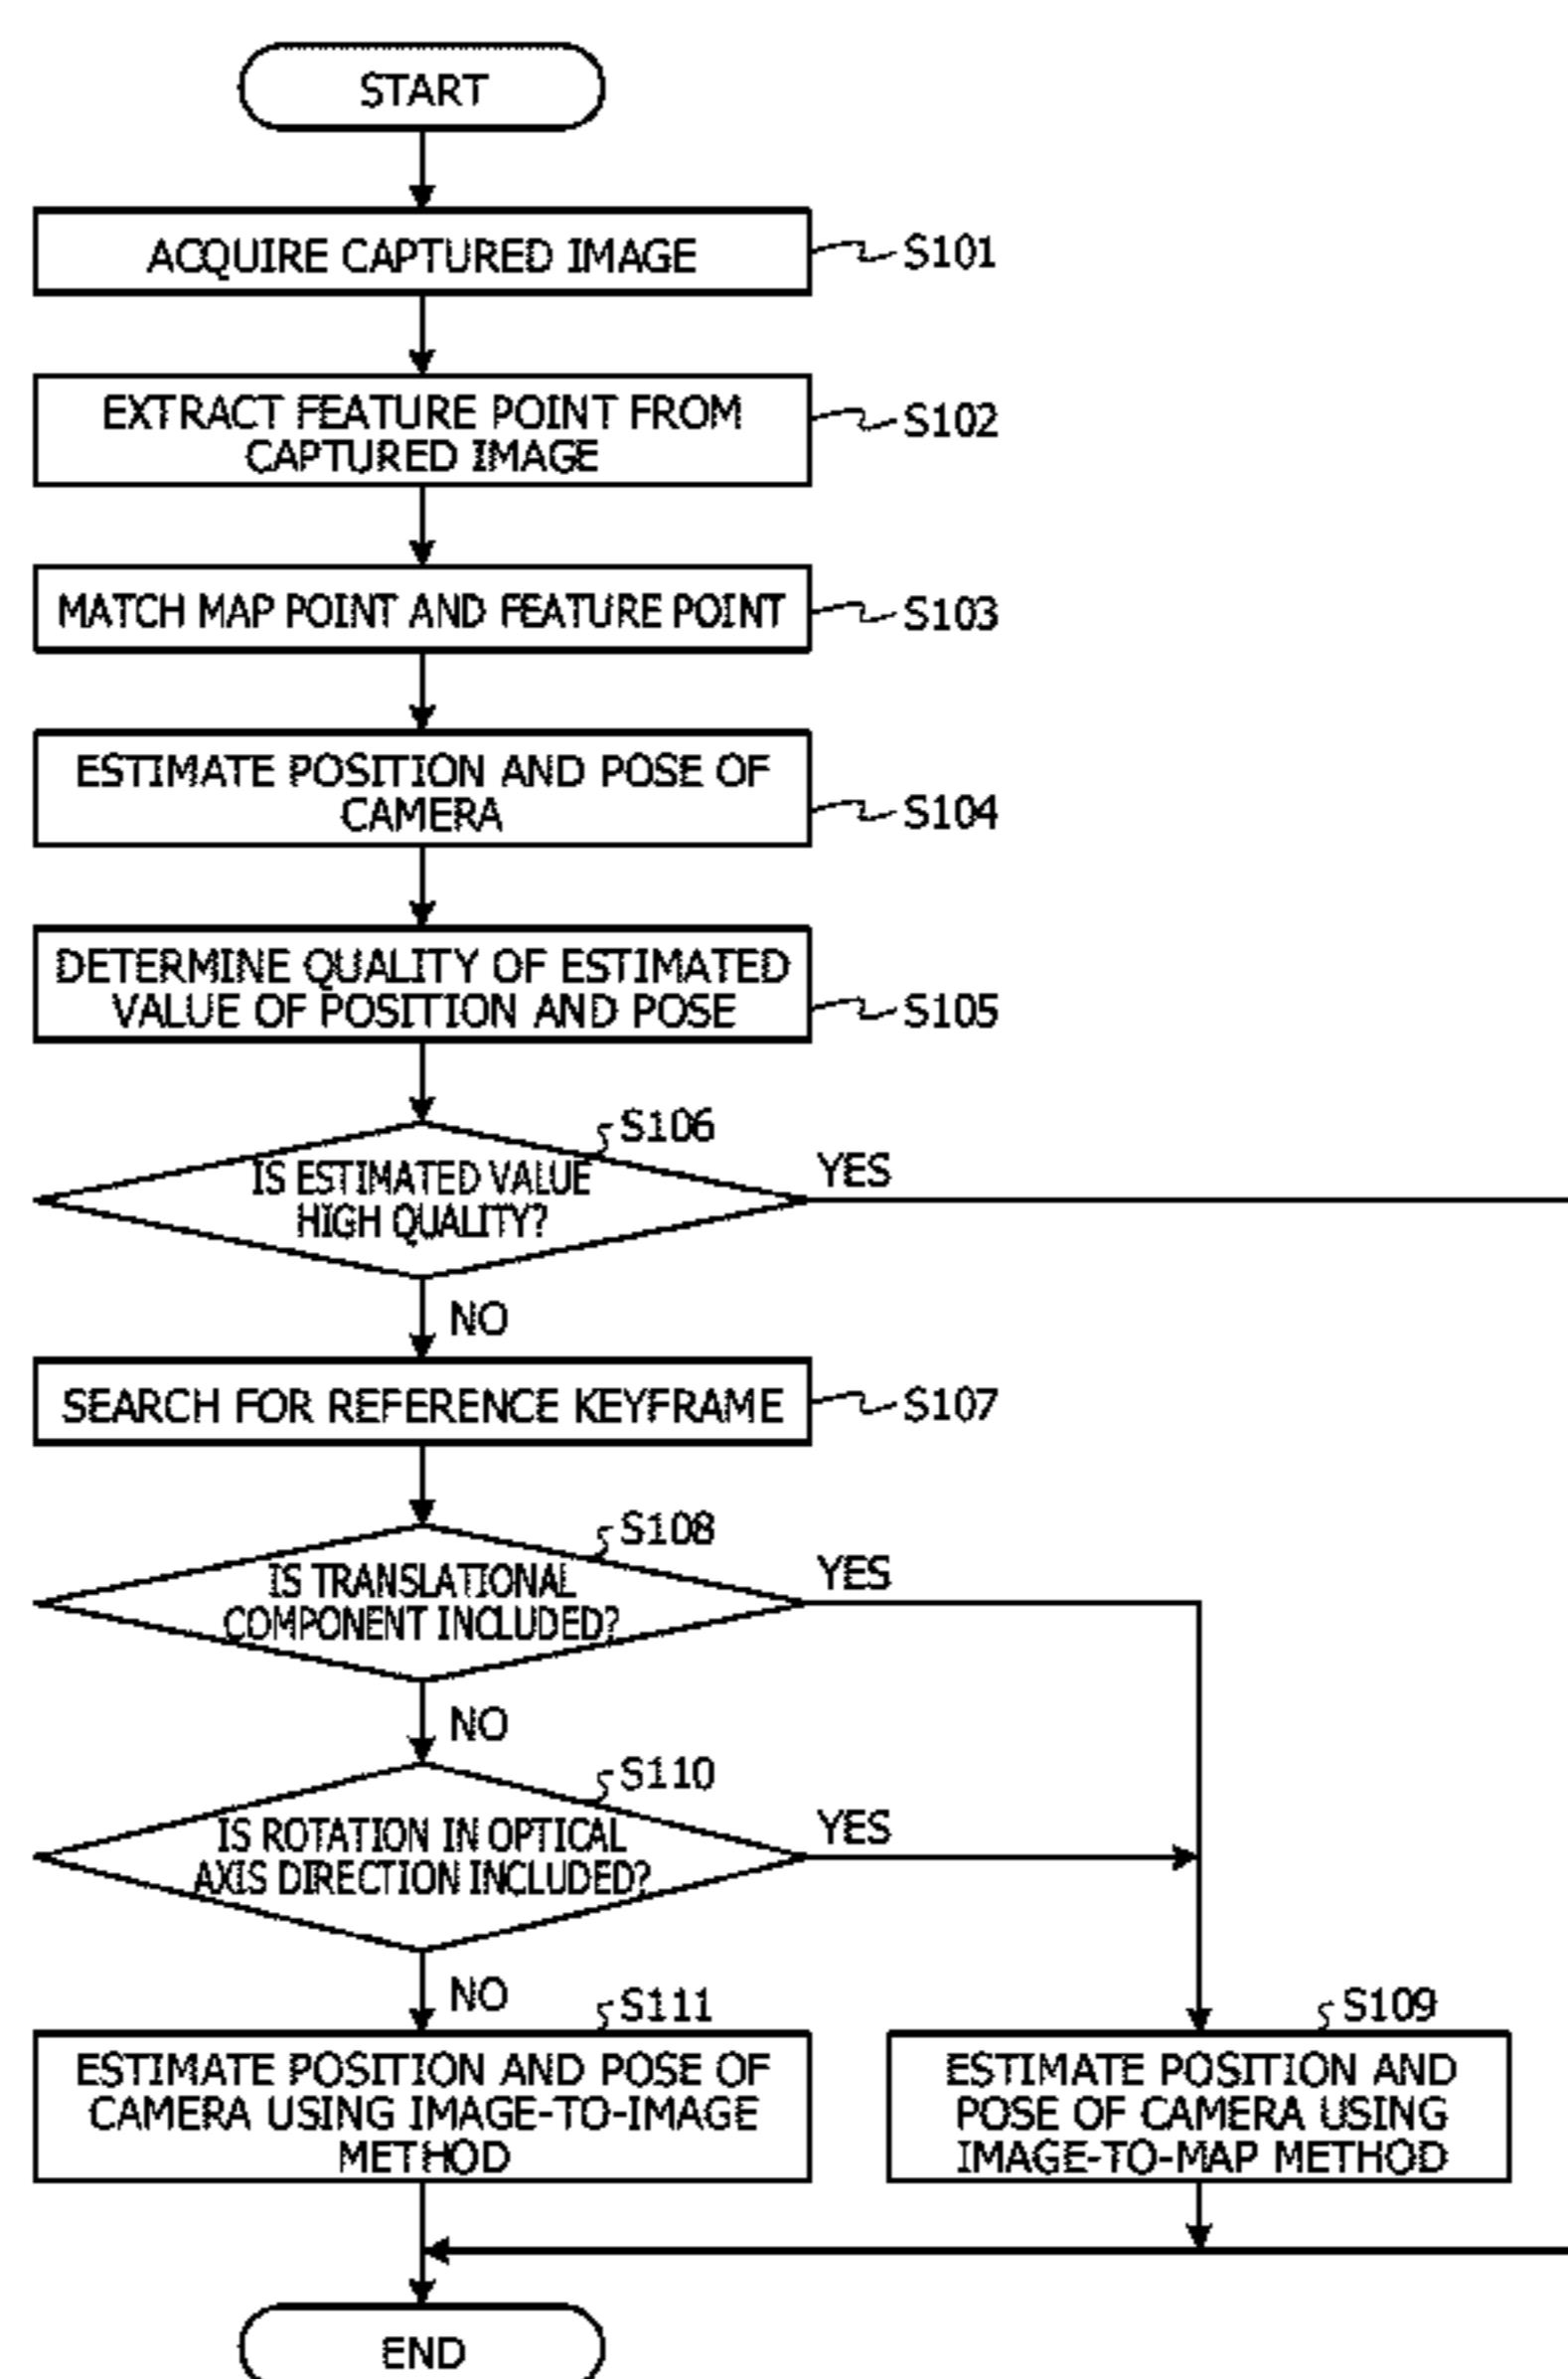 START
ACQUIRE CAPTURED IMAGE
S101
EXTRACT FEATURE POINT FROM
CAPTURED IMAGE
S102
MATCH MAP POINT AND FEATURE POINT
S103
ESTIMATE POSITION AND POSE OF
CAMERA
S104
DETERMINE QUALITY OF ESTIMATED
VALUE OF POSITION AND POSE
S105
S106
IS ESTIMATED VALUE
HIGH QUALITY?
YES
NO
SEARCH FOR REFERENCE KEYFRAME
S107
S108
IS TRANSLATIONAL
COMPONENT INCLUDED?
YES
NO
S110
IS ROTATION IN OPTICAL
AXIS DIRECTION INCLUDED?
YES
NO
S111
ESTIMATE POSITION AND POSE OF
CAMERA USING IMAGE-TO-IMAGE
METHOD
S109
ESTIMATE POSITION AND
POSE OF CAMERA USING
IMAGE-TO-MAP METHOD
END